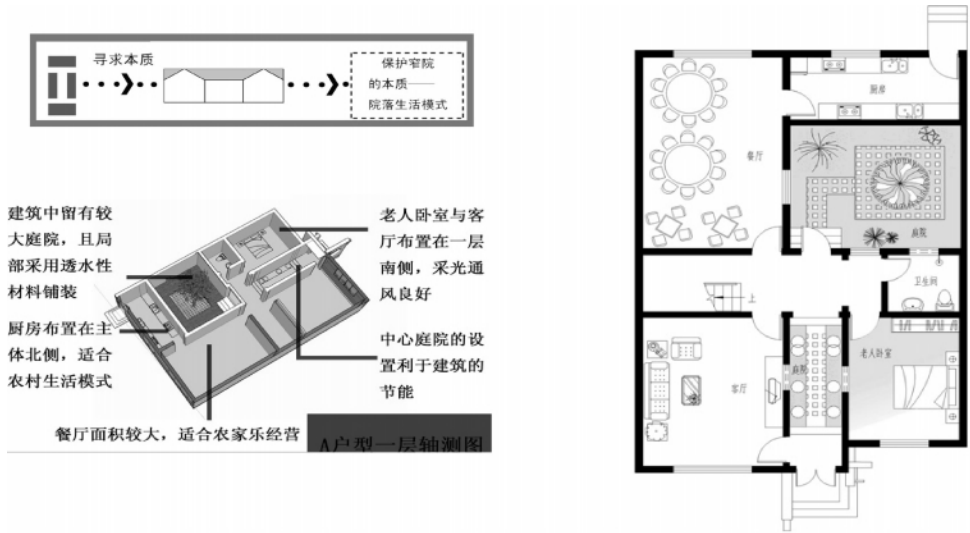 寻求本质
保护窄院
的本质——
院落生活模式
建筑中留有较
大庭院，且局
部采用透水性
材料铺装
厨房布置在主
体北侧，适合
农村生活模式
老人卧室与客
厅布置在一层
南侧，采光通
风良好
中心庭院的设
置利于建筑的
节能
餐厅面积较大，适合农家乐经营
A户型一层轴测图
厨房
餐厅
庭院
卫生间
上
老人卧室
客厅
庭院